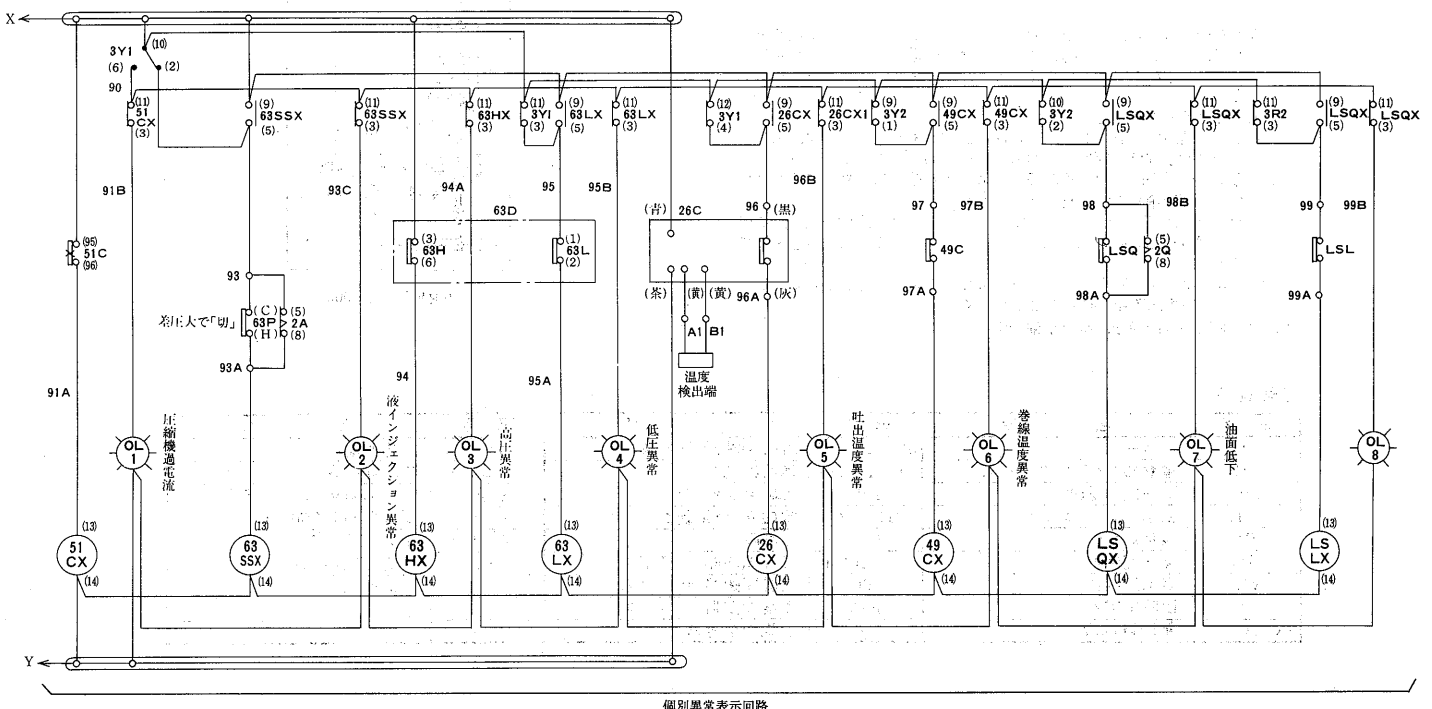 X
3Y1
(10)
(6)
(2)
90
(11)
51
CX
(3)
(9)
63SSX
(5)
(11)
63SSX
(3)
(11)
63HX
(3)
(11)
3Y1
(3)
(9)
63LX
(5)
(11)
63LX
(3)
(12)
3Y1
(4)
(9)
26CX
(5)
(11)
26CX1
(3)
(9)
3Y2
(1)
(9)
49CX
(5)
(11)
49CX
(3)
(10)
3Y2
(2)
(9)
LSQX
(5)
(11)
LSQX
(3)
(11)
3R2
(3)
(9)
LSQX
(5)
(11)
LSQX
(3)
91B
93C
94A
95
95B
96B
97
97B
98
98B
99
99B
63D
(青)
26C
96
(黒)
(95)
51C
(96)
(3)
63H
(6)
(1)
63L
(2)
49C
LSQ
(5)
2Q
(8)
LSL
93
(茶)
(黄)
(黄)
96A
(灰)
97A
98A
99A
差圧大で「切」
(C)
63P
(H)
(5)
2A
(8)
A1
B1
93A
温度
検出端
91A
94
95A
OL
1
圧縮機過電流
OL
2
液インジェクション異常
OL
3
高圧異常
OL
4
低圧異常
OL
5
吐出温度異常
OL
6
巻線温度異常
OL
7
油面低下
OL
8
(13)
51
CX
(14)
(13)
63
SSX
(14)
(13)
63
HX
(14)
(13)
63
LX
(14)
(13)
26
CX
(14)
(13)
49
CX
(14)
(13)
LS
QX
(14)
(13)
LS
LX
(14)
Y
個別異常表示回路